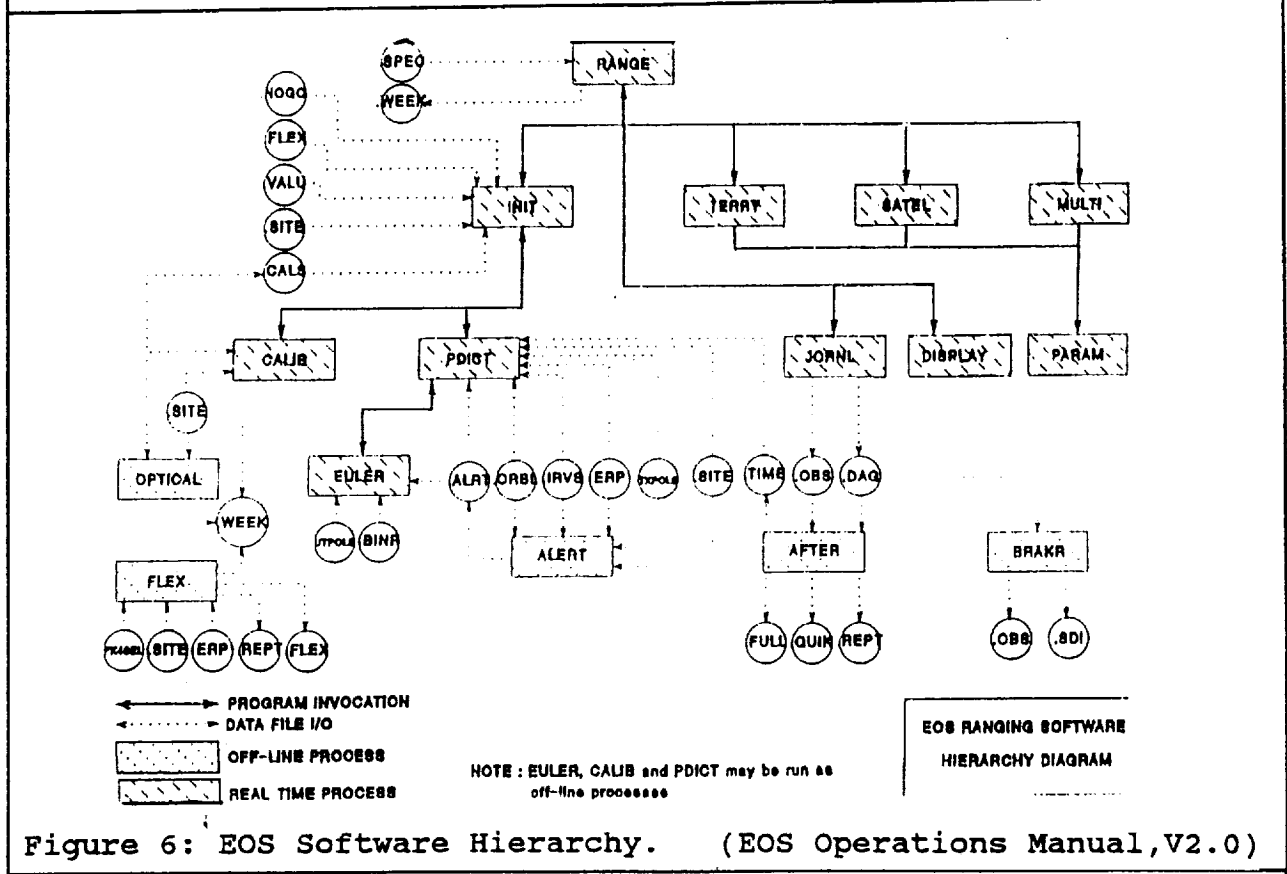 .SPEC
RANGE
.WEEK
FLEX
VALU
.SITE
CALS
INIT
TERRY
SATEL
MULTI
CALIB
PDICT
JORNL
DISPLAY
PARAM
.SITE
OPTICAL
EULER
ALRT
.ORBL
IRVS
ERP
.SITE
TIMS
.OBS
.DAQ
WEEK
BINR
ALERT
AFTER
BRAKR
FLEX
.SITE
ERP
REPT
FLEX
FULL
QUIK
REPT
.OBS
.SDI
PROGRAM INVOCATION
DATA FILE I/O
OFF-LINE PROCESS
REAL TIME PROCESS
NOTE : EULER, CALIB and PDICT may be run as
off-line processes
EOS RANGING SOFTWARE
HIERARCHY DIAGRAM
Figure 6: EOS Software Hierarchy. (EOS Operations Manual,V2.0)